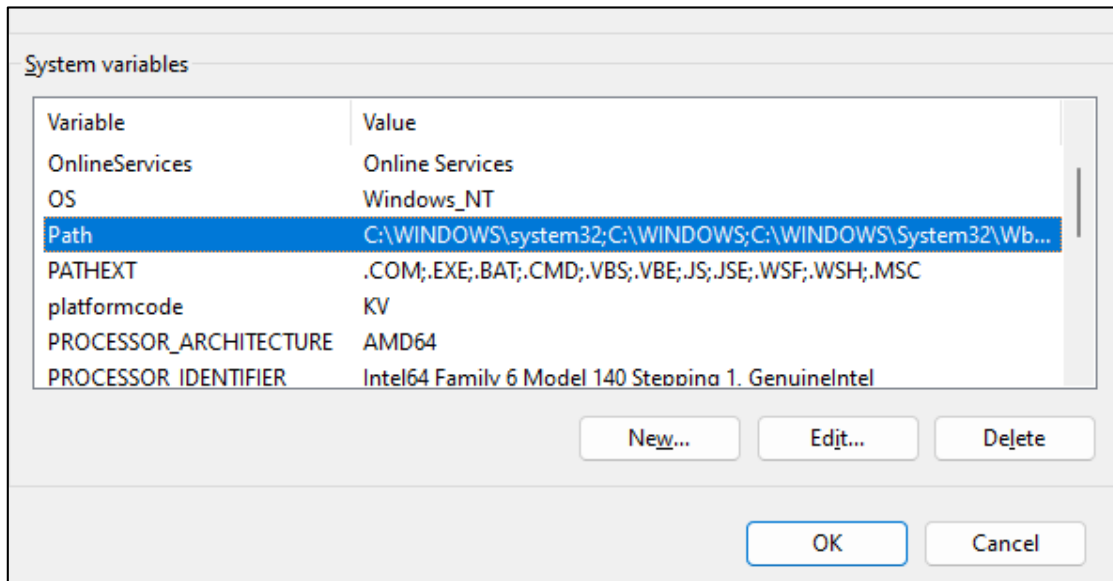 System variables
Variable Value
OnlineServices Online Services
OS Windows_NT
Path C:\WINDOWS\system32;C:\WINDOWS;C:\WINDOWS\System32\Wb...
PATHEXT .COM;.EXE;.BAT;.CMD;.VBS;.VBE;.JS;.JSE;.WSF;.WSH;.MSC
platformcode KV
PROCESSOR_ARCHITECTURE AMD64
PROCESSOR_IDENTIFIER Intel64 Family 6 Model 140 Stepping 1, GenuineIntel
New... Edit... Delete
OK Cancel